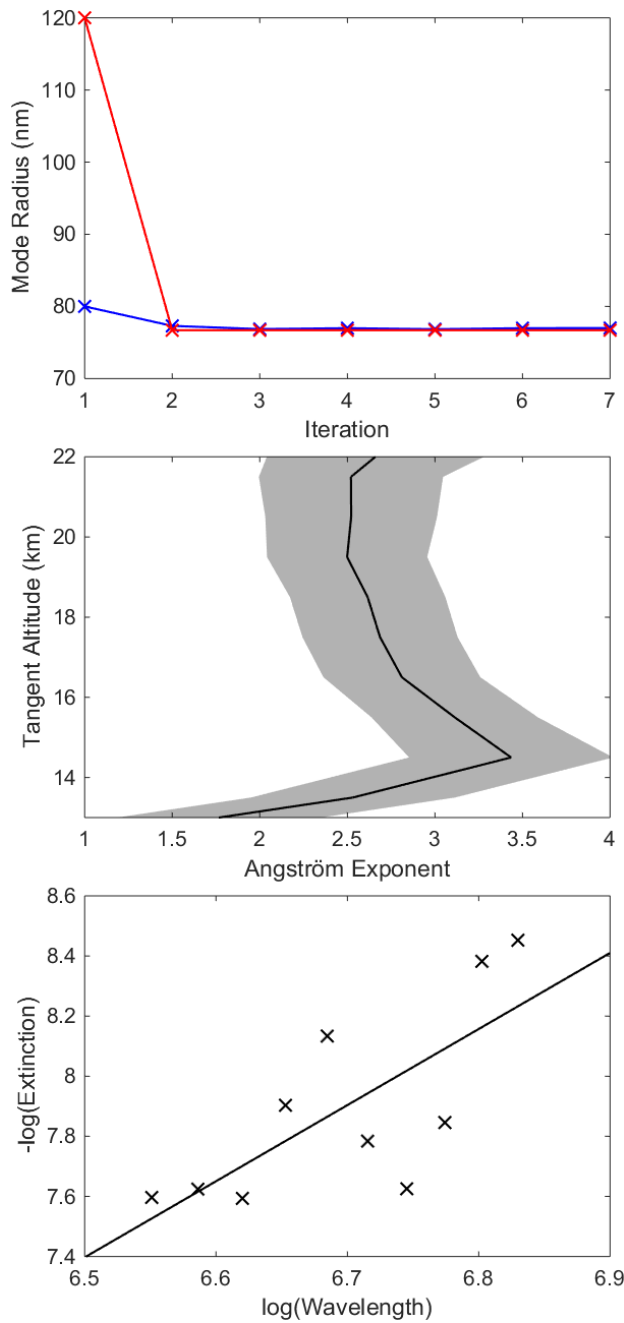 120
110
100
90
80
70
Mode Radius (nm)
1 2 3 4 5 6 7
Iteration
22
20
18
16
14
Tangent Altitude (km)
1 1.5 2 2.5 3 3.5 4
Angström Exponent
8.6
8.4
8.2
8
7.8
7.6
7.4
-log(Extinction)
6.5 6.6 6.7 6.8 6.9
log(Wavelength)